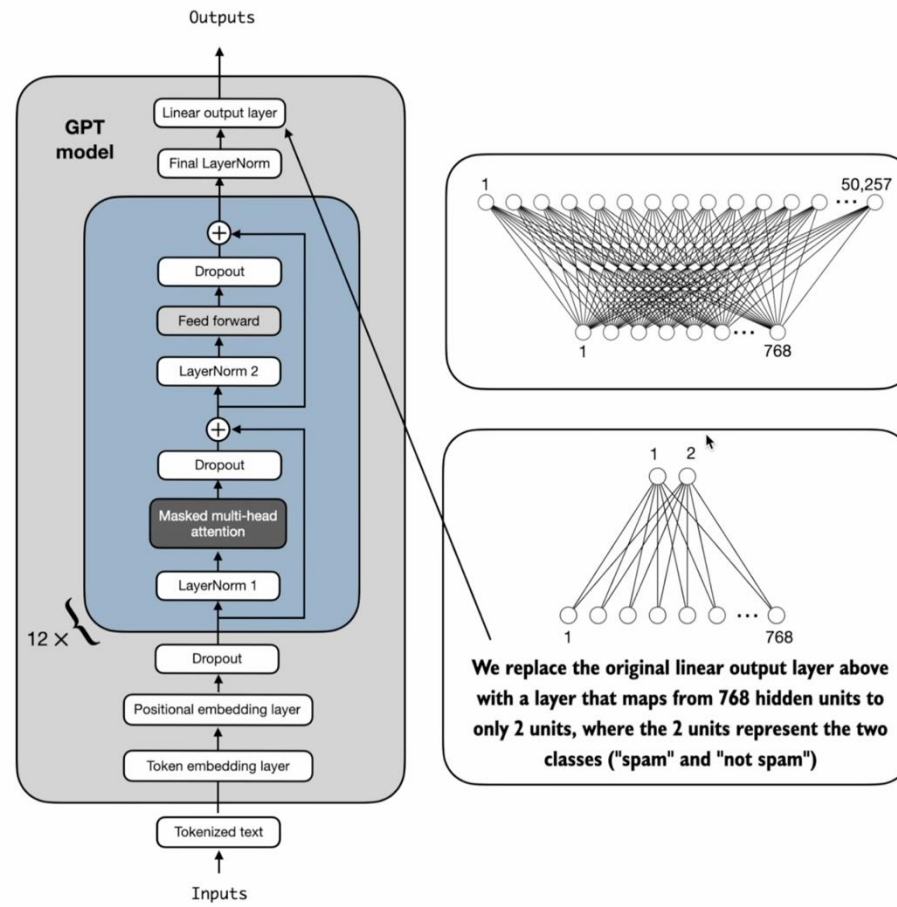 Outputs
Linear output layer
GPT
model
Final LayerNorm
Dropout
Feed forward
LayerNorm 2
Dropout
Masked multi-head
attention
LayerNorm 1
12 ×
Dropout
Positional embedding layer
Token embedding layer
Tokenized text
Inputs
1
50,257
...
...
1
768
1 2
...
1
768
We replace the original linear output layer above
with a layer that maps from 768 hidden units to
only 2 units, where the 2 units represent the two
classes ("spam" and "not spam")